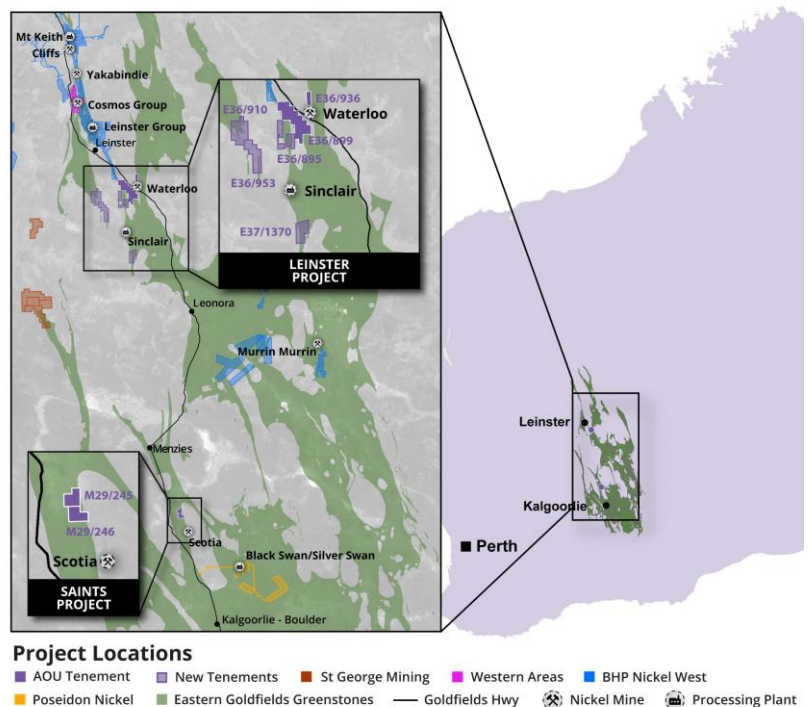 Mt Keith
Cliffs
Yakabindie
Cosmos Group
Leinster Group
Leinster
Waterloo
Sinclair
E36/910
E36/936
Waterloo
E36/899
E36/895
E36/953
Sinclair
E37/1370
LEINSTER
PROJECT
Leonora
Murrin Murrin
Menzies
M29/245
M29/246
Scotia
SAINTS
PROJECT
Scotia
Black Swan/Silver Swan
Kalgoorlie - Boulder
Leinster
Kalgoorlie
Perth
Project Locations
AOU Tenement New Tenements St George Mining Western Areas BHP Nickel West
Poseidon Nickel Eastern Goldfields Greenstones Goldfields Hwy Nickel Mine Processing Plant